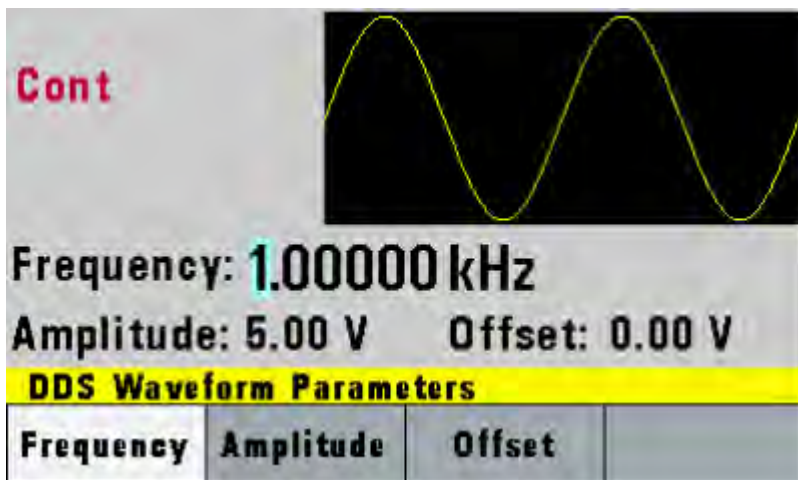 Cont
Frequency: 1.00000 kHz
Amplitude: 5.00 V Offset: 0.00 V
DDS Waveform Parameters
Frequency Amplitude Offset